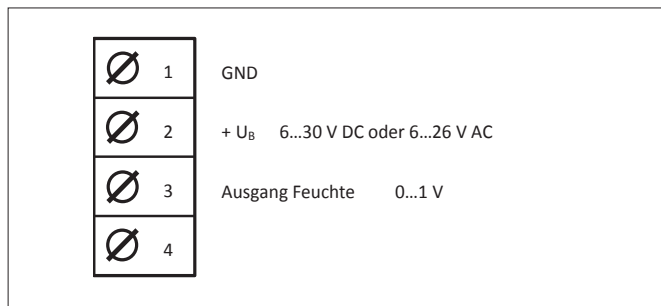 1 GND
2 + UB 6...30 V DC oder 6...26 V AC
3 Ausgang Feuchte 0...1 V
4